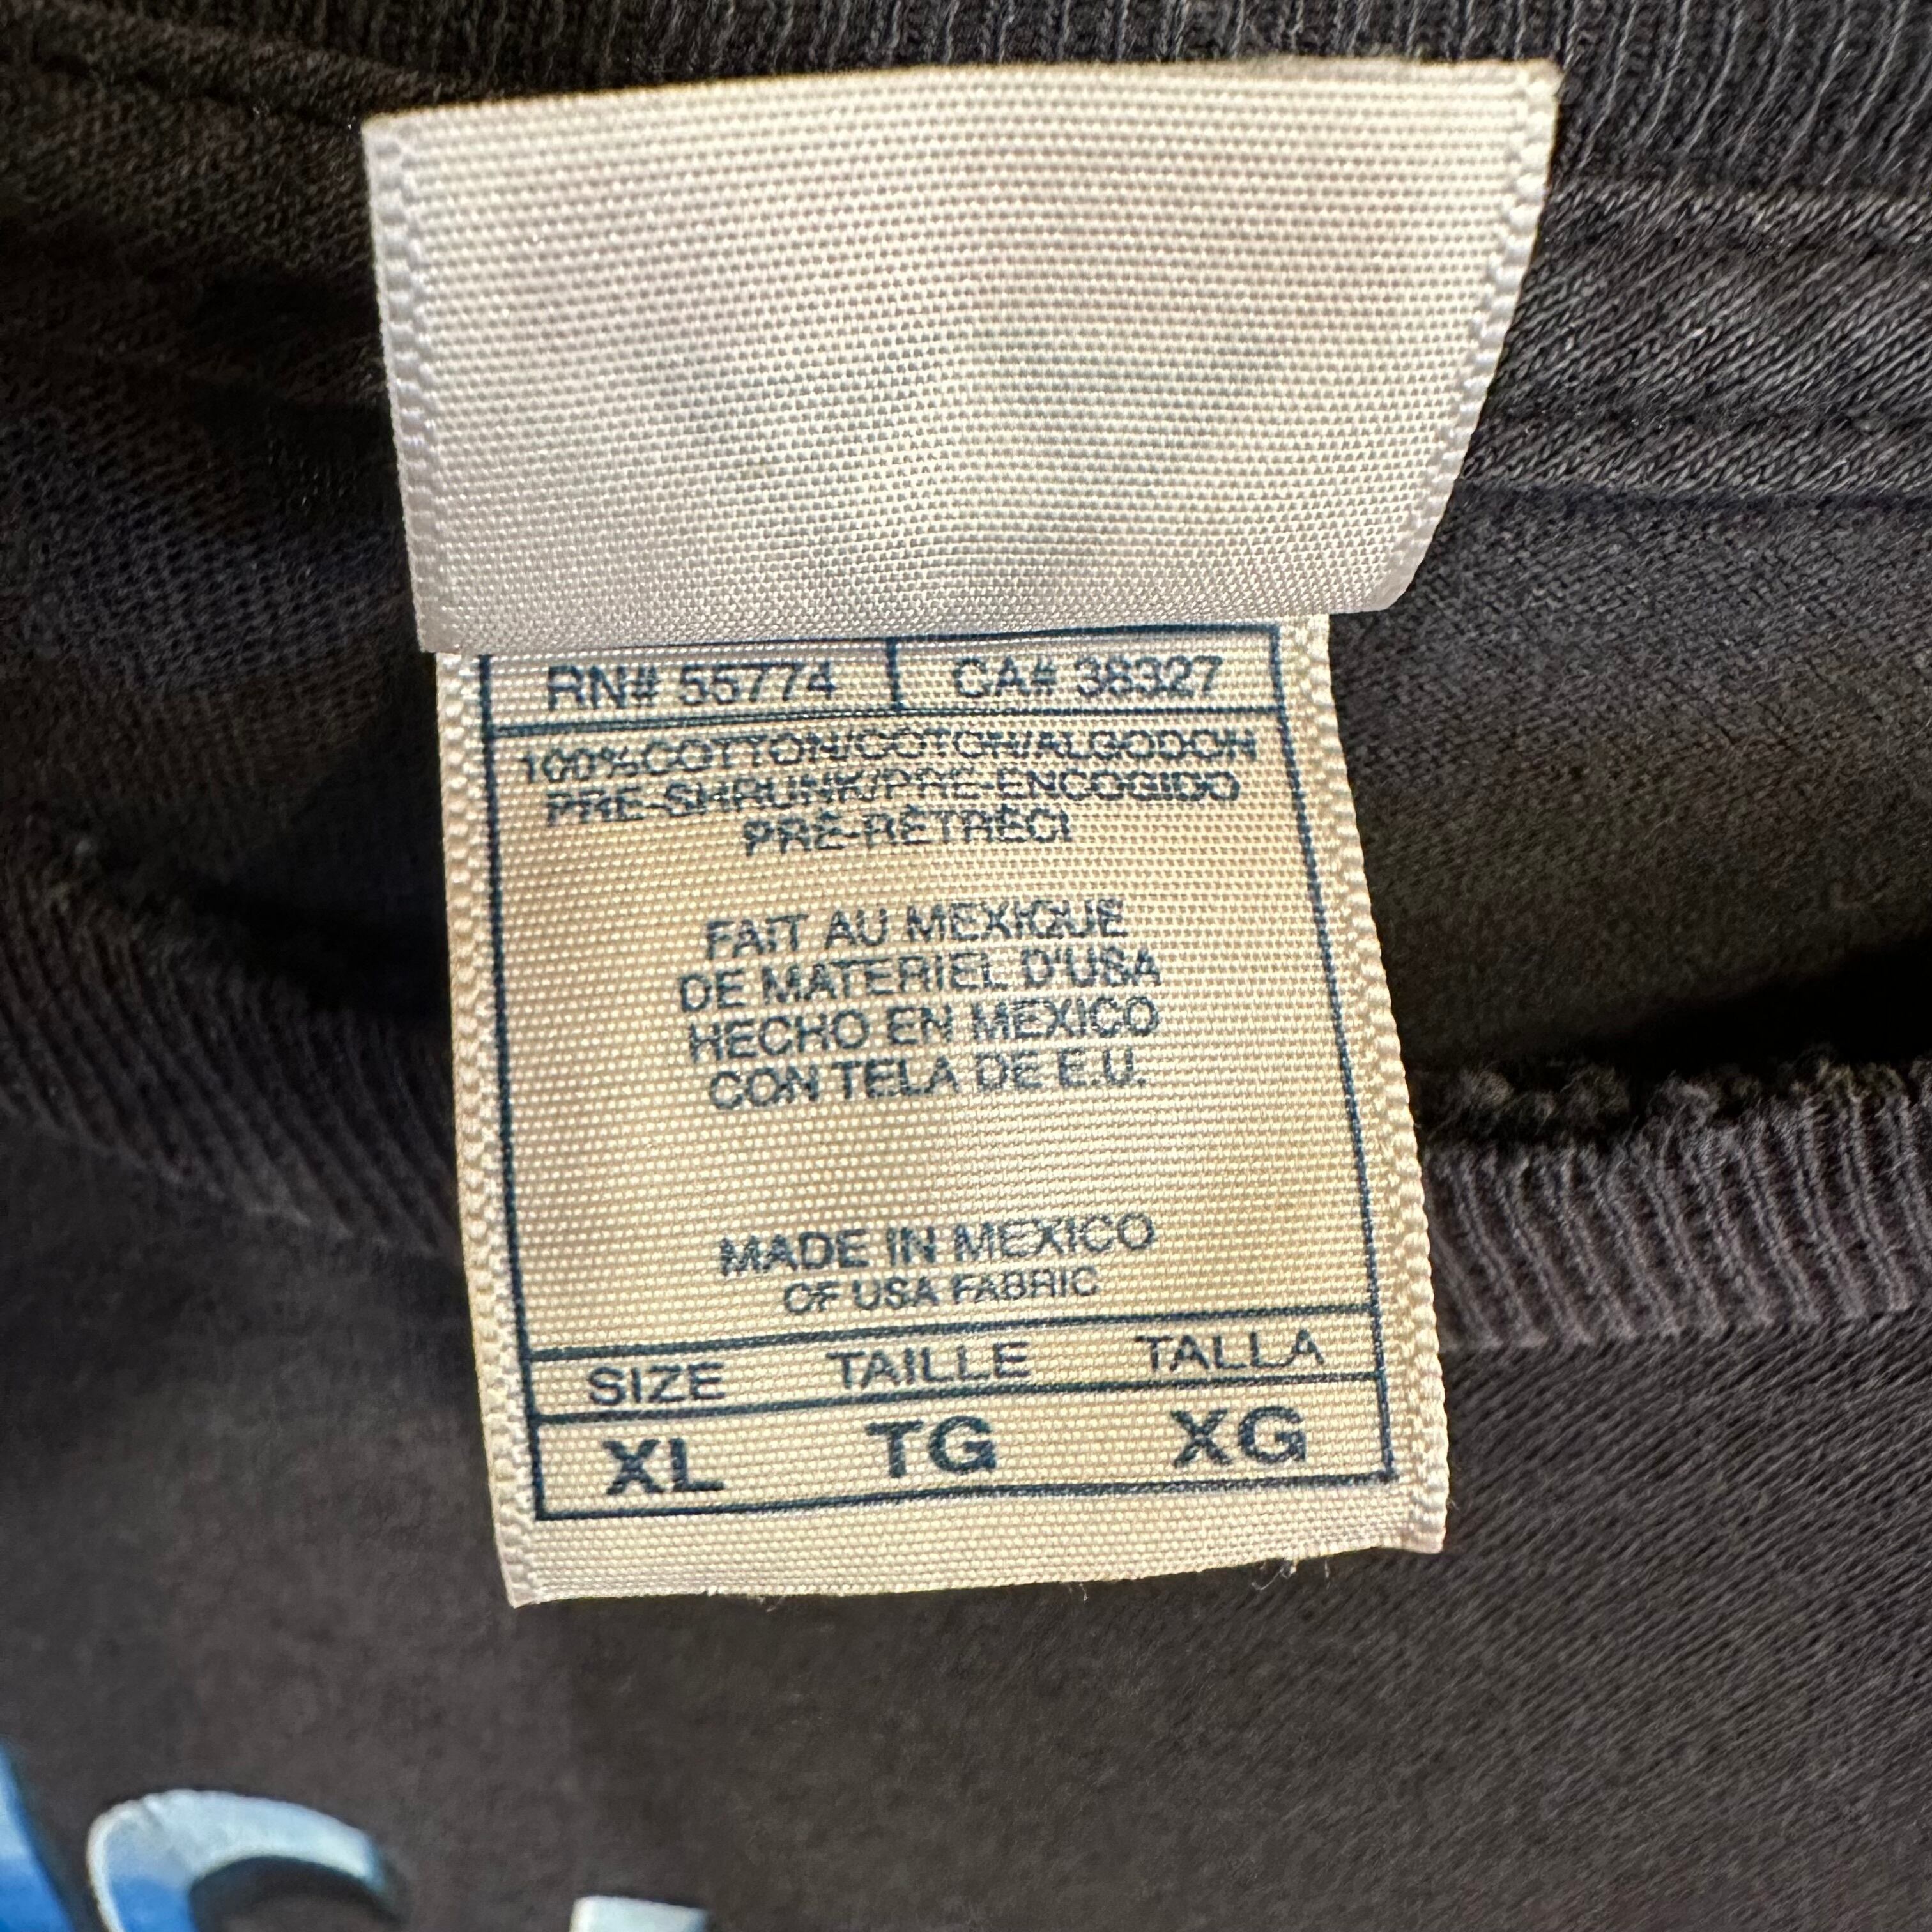 RN# 55774 CA# 38327
100%COTTON/COTON/ALGODON
PRE-SHRUNK/PRE-ENCOGIDO
PRÉ-RÉTRÉCI
FAIT AU MEXIQUE
DE MATERIEL D'USA
HECHO EN MEXICO
CON TELA DE E.U.
MADE IN MEXICO
OF USA FABRIC
SIZE TAILLE TALLA
XL TG XG